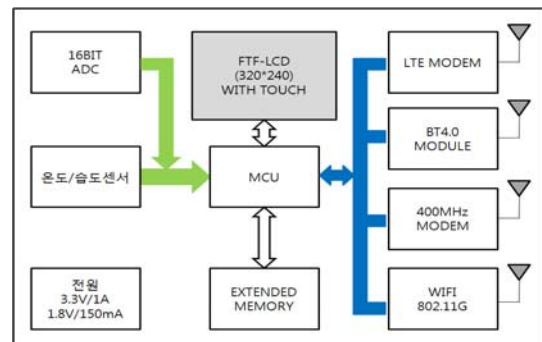 16BIT
ADC
FTF-LCD
(320*240)
WITH TOUCH
LTE MODEM
BT4.0
MODULE
온도/습도센서
MCU
400MHz
MODEM
전원
3.3V/1A
1.8V/150mA
EXTENDED
MEMORY
WIFI
802.11G